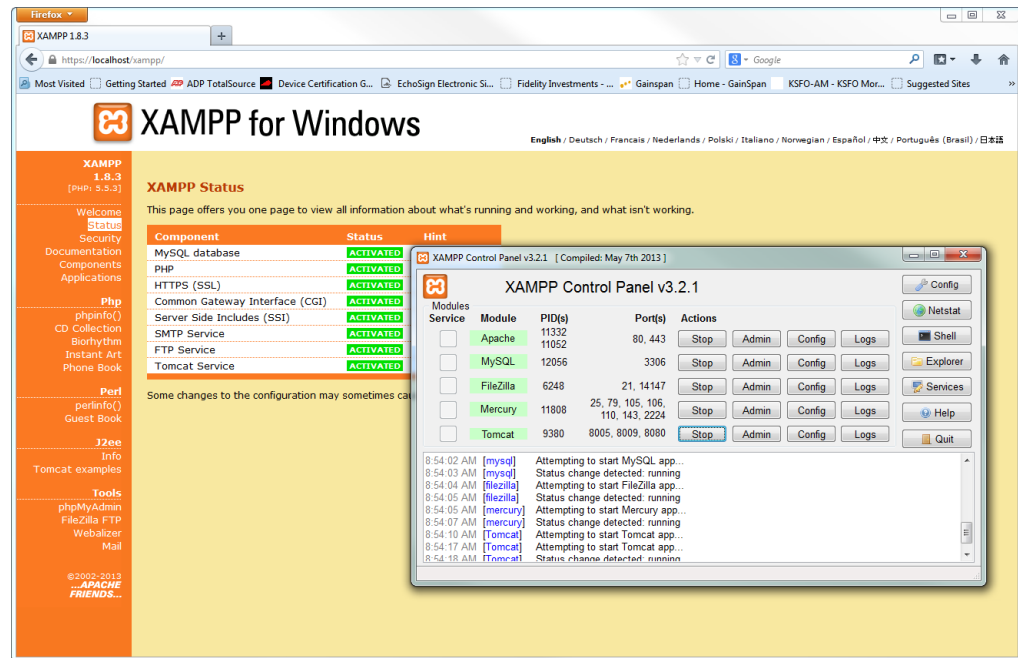 Firefox
XAMPP 1.8.3
https://localhost/xampp/
Google
Most Visited Getting Started ADP TotalSource Device Certification G... EchoSign Electronic Si... Fidelity Investments - ... Gainspan Home - GainSpan KSFO-AM - KSFO Mor... Suggested Sites
XAMPP for Windows
English / Deutsch / Francais / Nederlands / Polski / Italiano / Norwegian / Español / 中文 / Português (Brasil) / 日本語
XAMPP
1.8.3
[PHP: 5.5.3]
Welcome
Status
Security
Documentation
Components
Applications
Php
phpinfo()
CD Collection
Biorhythm
Instant Art
Phone Book
Perl
perlinfo()
Guest Book
J2ee
Info
Tomcat examples
Tools
phpMyAdmin
FileZilla FTP
Webalizer
Mail
©2002-2013
...APACHE
FRIENDS...
XAMPP Status
This page offers you one page to view all information about what's running and working, and what isn't working.
Component Status Hint
MySQL database ACTIVATED
PHP ACTIVATED
HTTPS (SSL) ACTIVATED
Common Gateway Interface (CGI) ACTIVATED
Server Side Includes (SSI) ACTIVATED
SMTP Service ACTIVATED
FTP Service ACTIVATED
Tomcat Service ACTIVATED
Some changes to the configuration may sometimes
XAMPP Control Panel v3.2.1 [ Compiled: May 7th 2013 ]
XAMPP Control Panel v3.2.1
Modules
Service Module PID(s) Port(s) Actions
Apache 11332 11052 80, 443 Stop Admin Config Logs
MySQL 12056 3306 Stop Admin Config Logs
FileZilla 6248 21, 14147 Stop Admin Config Logs
Mercury 11808 25, 79, 105, 106, 110, 143, 2224 Stop Admin Config Logs
Tomcat 9380 8005, 8009, 8080 Stop Admin Config Logs
Config
Netstat
Shell
Explorer
Services
Help
Quit
8:54:02 AM [mysql] Attempting to start MySQL app...
8:54:03 AM [mysql] Status change detected: running
8:54:04 AM [filezilla] Attempting to start FileZilla app...
8:54:05 AM [filezilla] Status change detected: running
8:54:05 AM [mercury] Attempting to start Mercury app...
8:54:07 AM [mercury] Status change detected: running
8:54:10 AM [Tomcat] Attempting to start Tomcat app...
8:54:17 AM [Tomcat] Attempting to start Tomcat app...
8:54:18 AM [Tomcat] Status change detected: running